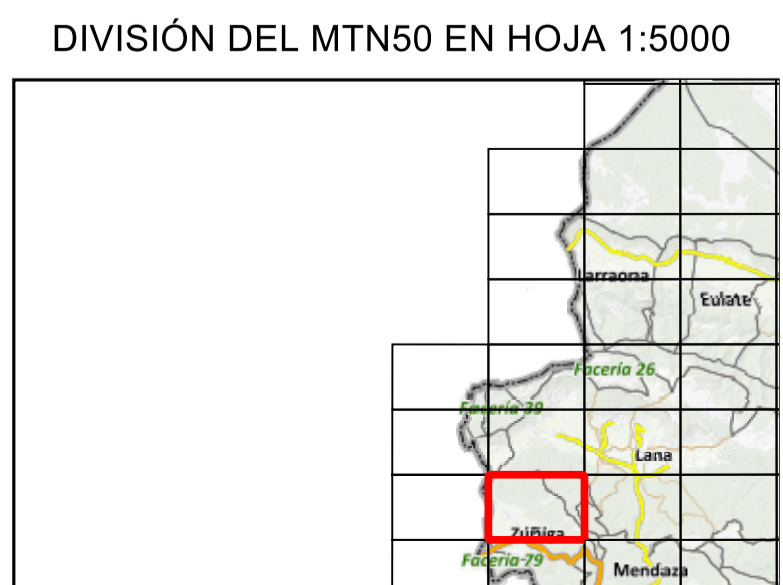 DIVISIÓN DEL MTN50 EN HOJA 1:5000
Larraona
Eulate
Facería 26
Facería 39
Lana
Zúñiga
Facería 79
Mendaza